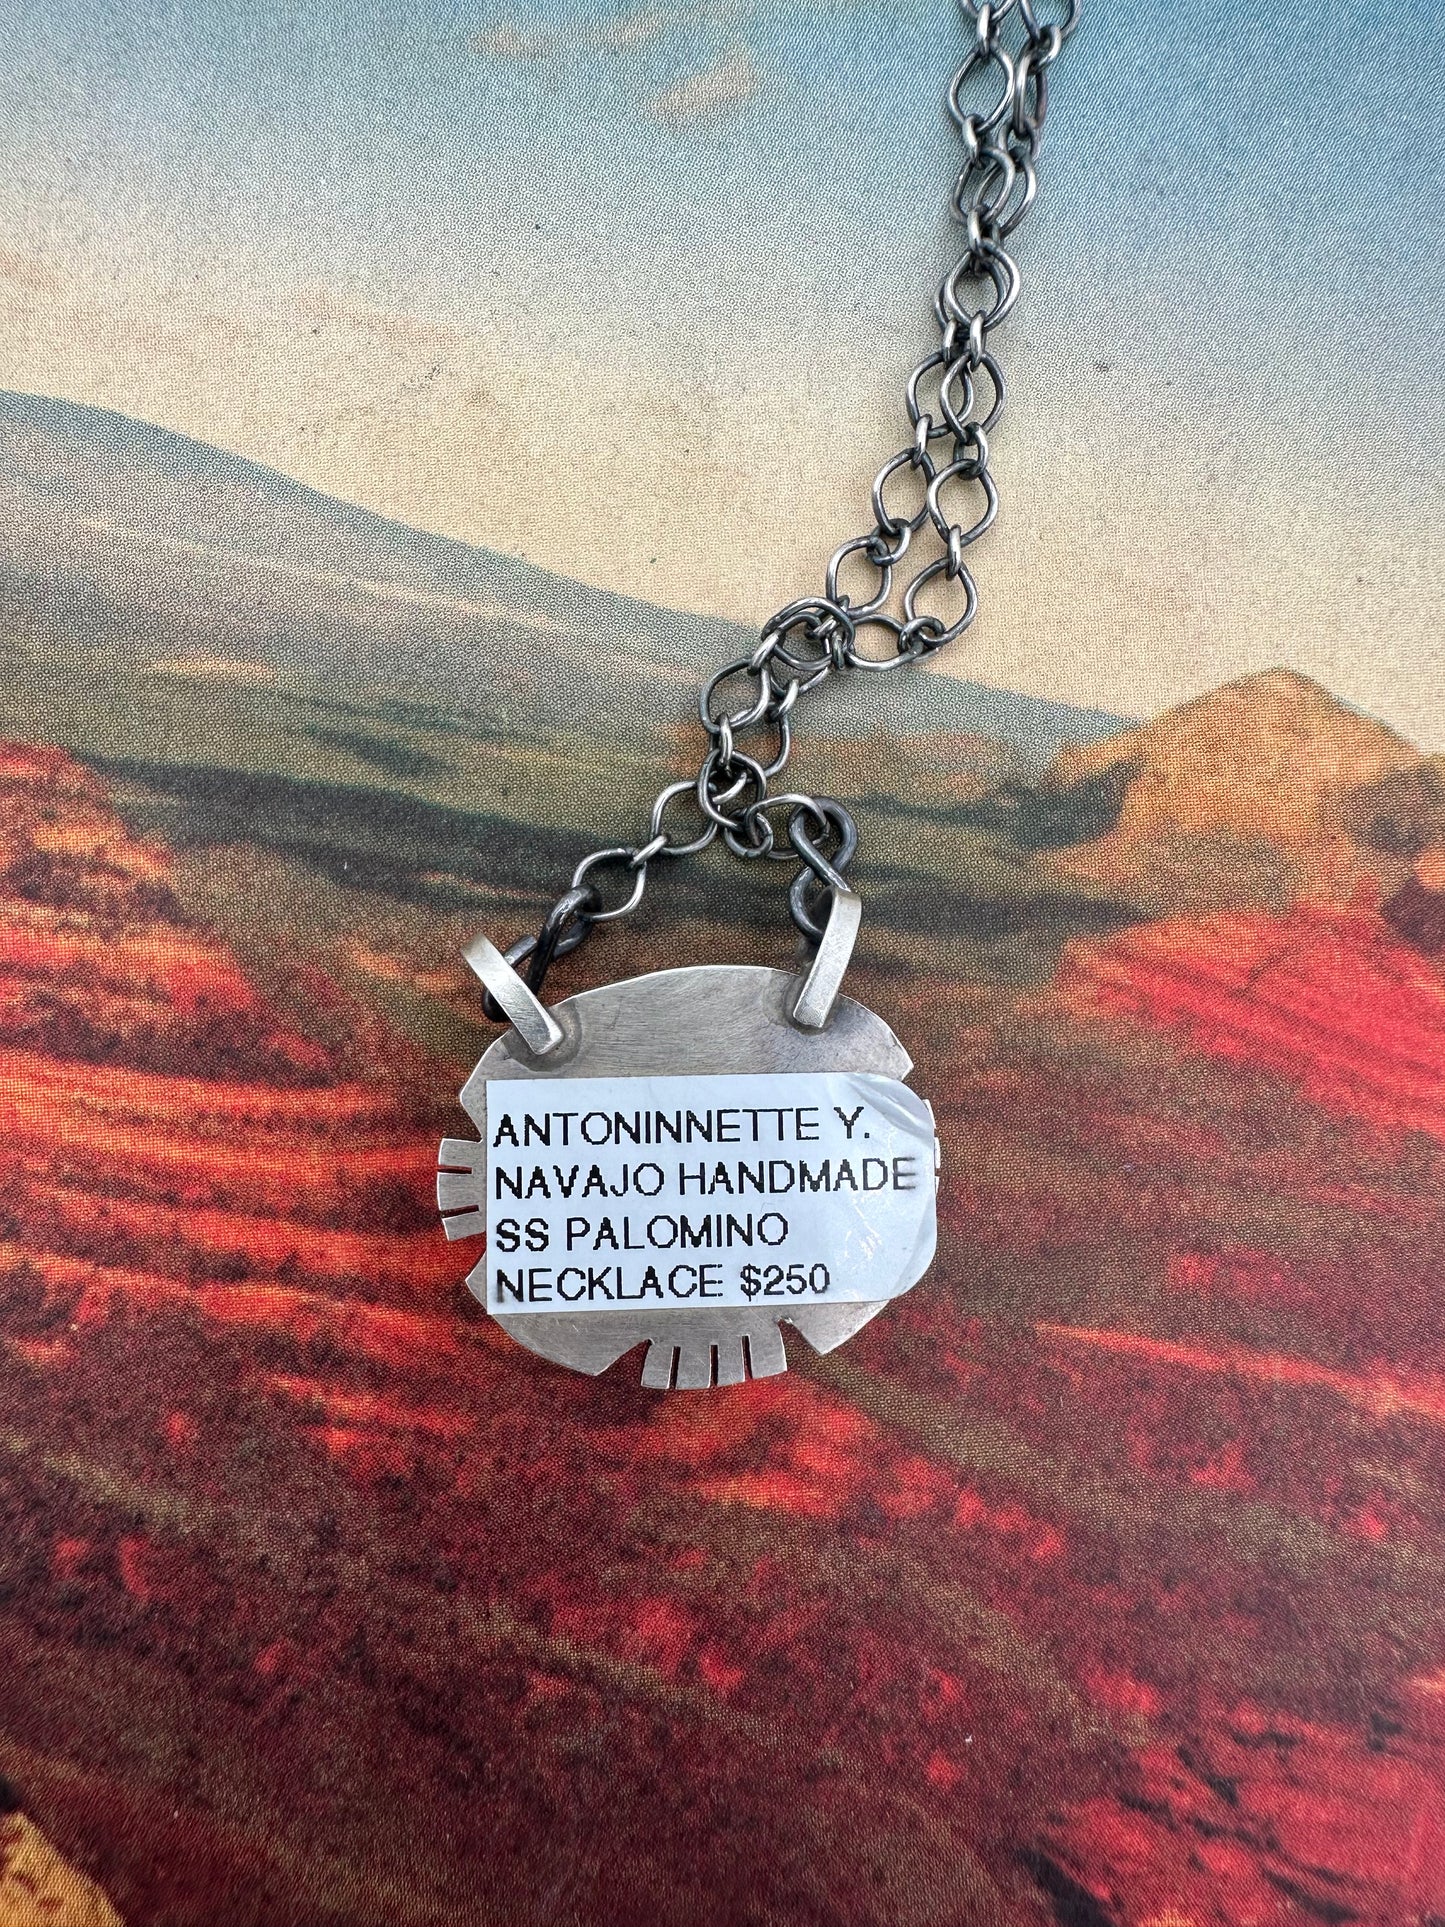 ANTONINNETTE Y.
NAVAJO HANDMADE
SS PALOMINO
NECKLACE $250